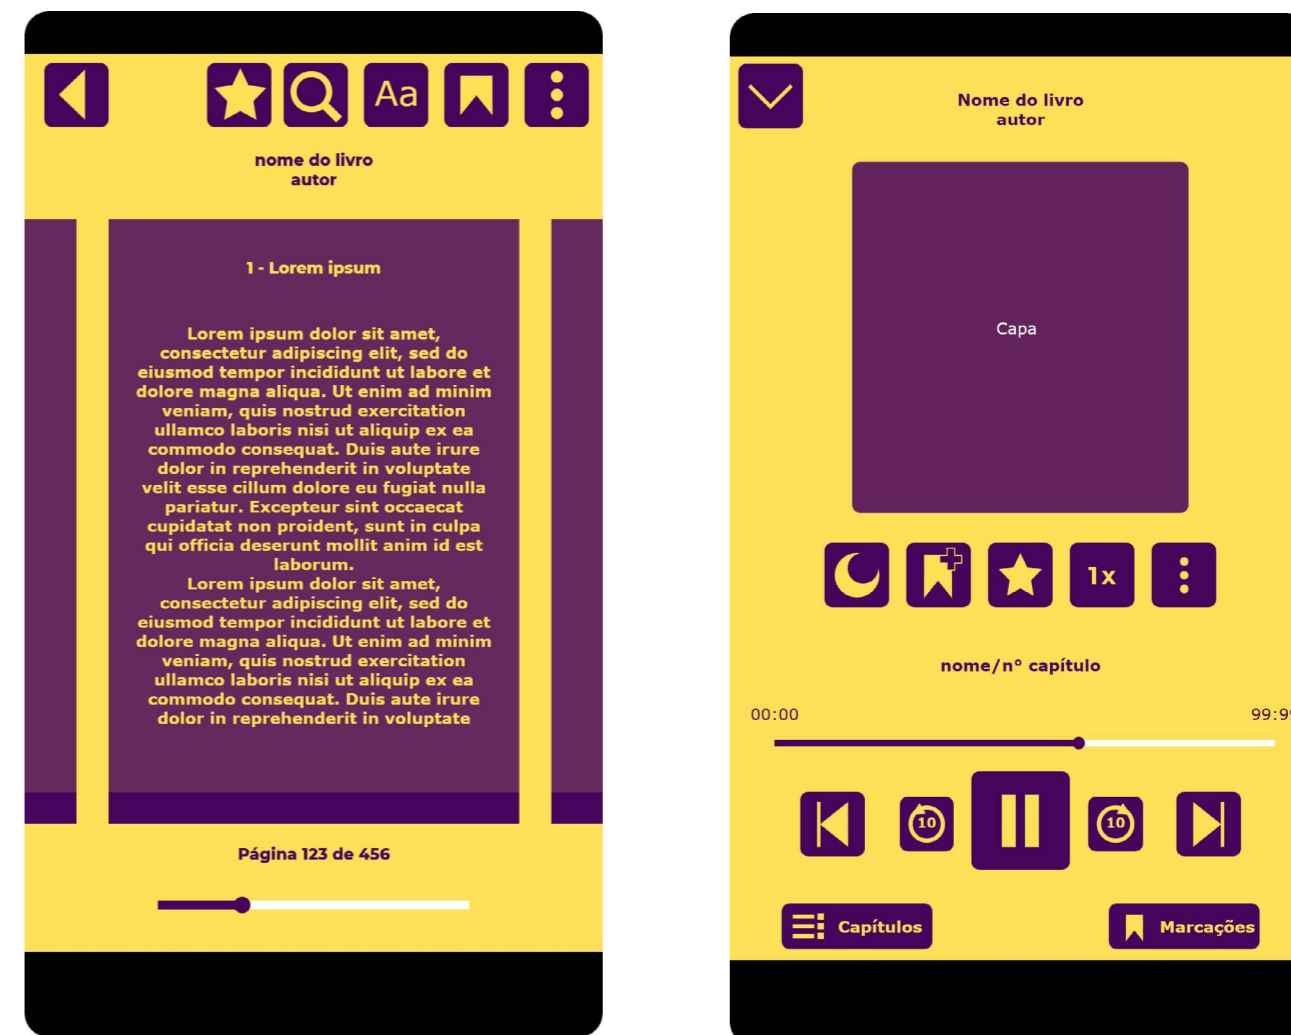 Aa
nome do livro
autor
1 - Lorem ipsum
Lorem ipsum dolor sit amet,
consectetur adipiscing elit, sed do
eiusmod tempor incididunt ut labore et
dolore magna aliqua. Ut enim ad minim
veniam, quis nostrud exercitation
ullamco laboris nisi ut aliquip ex ea
commodo consequat. Duis aute irure
dolor in reprehenderit in voluptate
velit esse cillum dolore eu fugiat nulla
pariatur. Excepteur sint occaecat
cupidatat non proident, sunt in culpa
qui officia deserunt mollit anim id est
laborum.
Lorem ipsum dolor sit amet,
consectetur adipiscing elit, sed do
eiusmod tempor incididunt ut labore et
dolore magna aliqua. Ut enim ad minim
veniam, quis nostrud exercitation
ullamco laboris nisi ut aliquip ex ea
commodo consequat. Duis aute irure
dolor in reprehenderit in voluptate
Página 123 de 456
Nome do livro
autor
Capa
1x
nome/n° capítulo
00:00
10 10
Capítulos Marcações